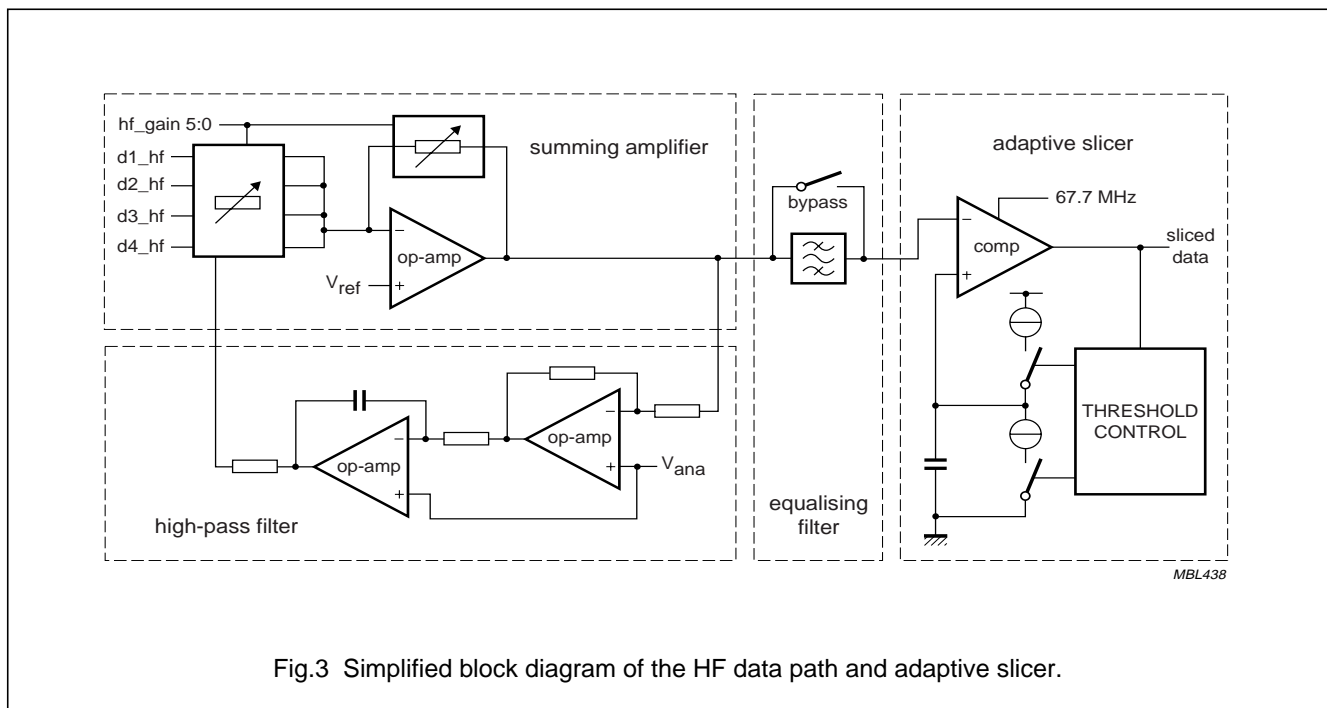 hf_gain 5:0
d1_hf
d2_hf
d3_hf
d4_hf
summing amplifier
op-amp
Vref
high-pass filter
op-amp
op-amp
Vana
bypass
equalising
filter
adaptive slicer
67.7 MHz
comp
sliced
data
THRESHOLD
CONTROL
−
+
−
+
−
+
−
+
MBL438
Fig.3 Simplified block diagram of the HF data path and adaptive slicer.